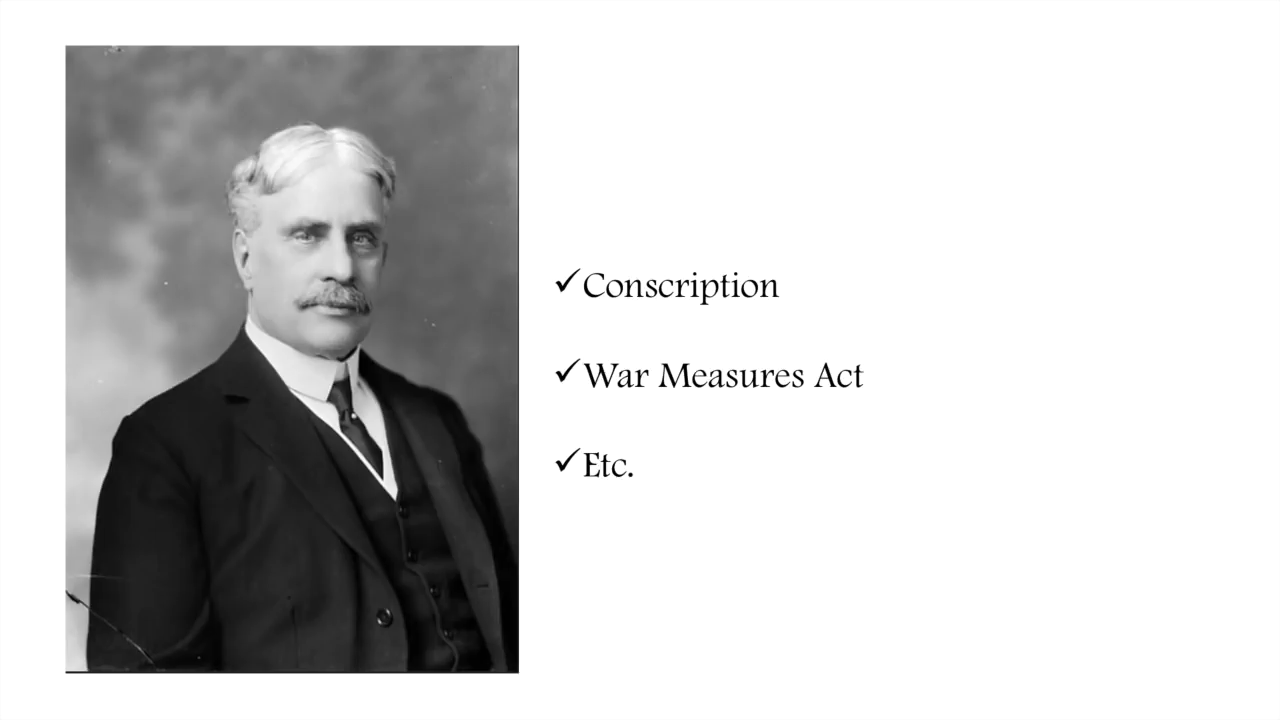 ✓Conscription
✓War Measures Act
✓Etc.